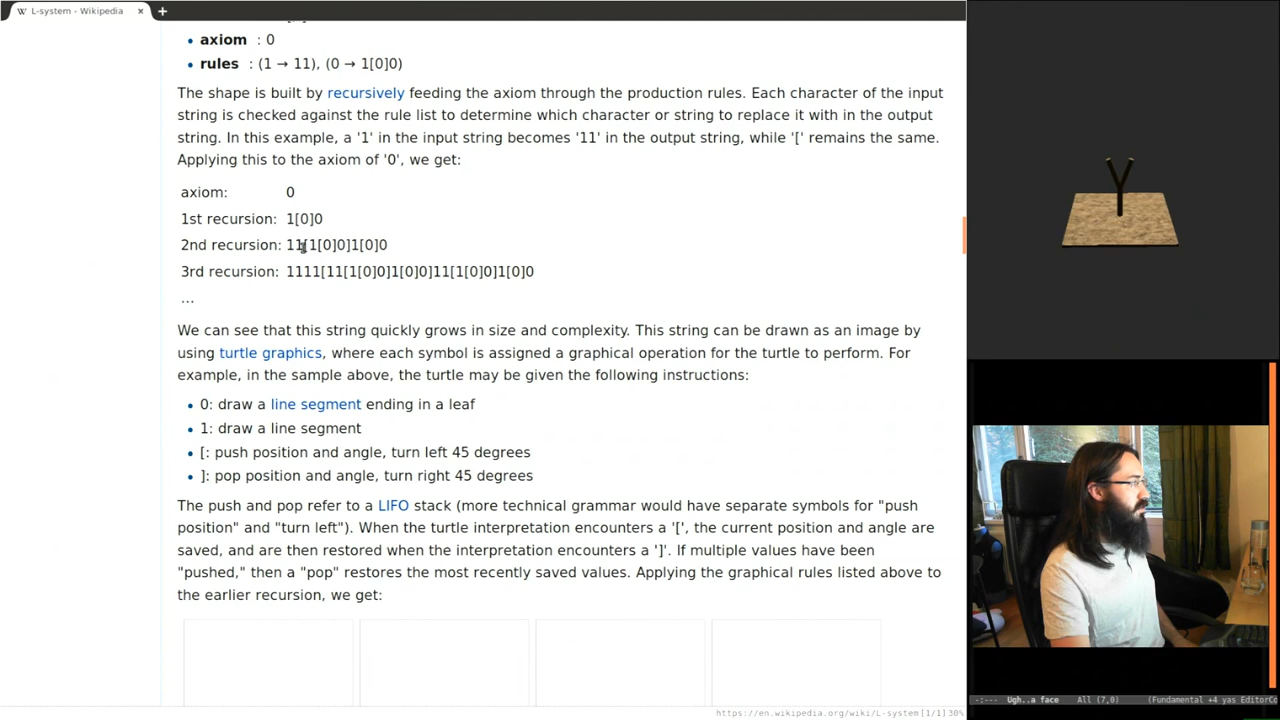 L-system - Wikipedia × +
• axiom : 0
• rules : (1 → 11), (0 → 1[0]0)
The shape is built by recursively feeding the axiom through the production rules. Each character of the input
string is checked against the rule list to determine which character or string to replace it with in the output
string. In this example, a '1' in the input string becomes '11' in the output string, while '[' remains the same.
Applying this to the axiom of '0', we get:
axiom: 0
1st recursion: 1[0]0
2nd recursion: 11[1[0]0]1[0]0
3rd recursion: 1111[11[1[0]0]1[0]0]11[1[0]0]1[0]0
…
We can see that this string quickly grows in size and complexity. This string can be drawn as an image by
using turtle graphics, where each symbol is assigned a graphical operation for the turtle to perform. For
example, in the sample above, the turtle may be given the following instructions:
• 0: draw a line segment ending in a leaf
• 1: draw a line segment
• [: push position and angle, turn left 45 degrees
• ]: pop position and angle, turn right 45 degrees
The push and pop refer to a LIFO stack (more technical grammar would have separate symbols for "push
position" and "turn left"). When the turtle interpretation encounters a '[', the current position and angle are
saved, and are then restored when the interpretation encounters a ']'. If multiple values have been
"pushed," then a "pop" restores the most recently saved values. Applying the graphical rules listed above to
the earlier recursion, we get:
https://en.wikipedia.org/wiki/L-system[1/1]30%
-:--- Ugh..a face All (7,0) (Fundamental +4 yas EditorCo